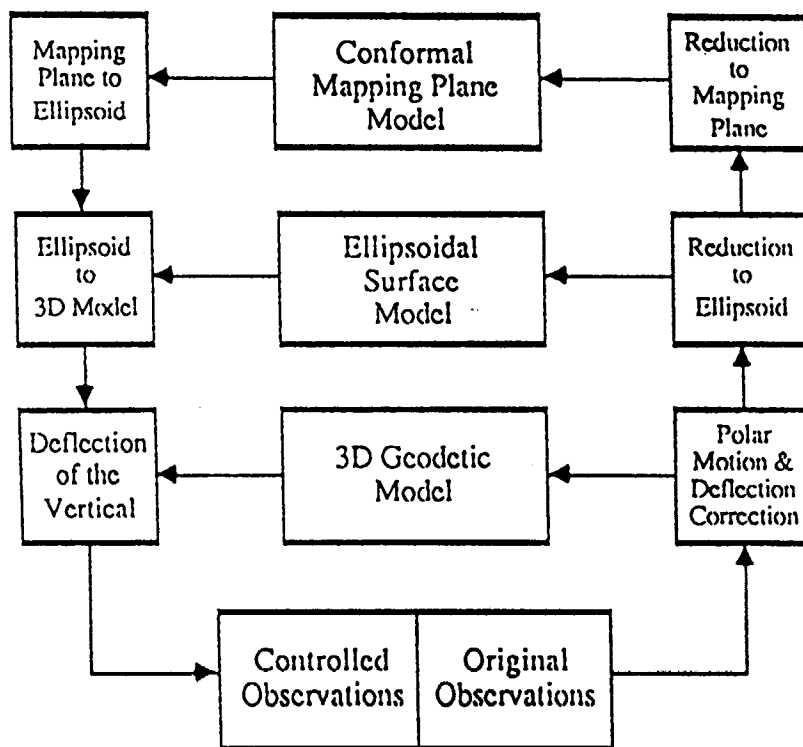 Mapping
Plane to
Ellipsoid
Conformal
Mapping Plane
Model
Reduction
to
Mapping
Plane
Ellipsoid
to
3D Model
Ellipsoidal
Surface
Model
Reduction
to
Ellipsoid
Deflection
of the
Vertical
3D Geodetic
Model
Polar
Motion &
Deflection
Correction
Controlled
Observations
Original
Observations